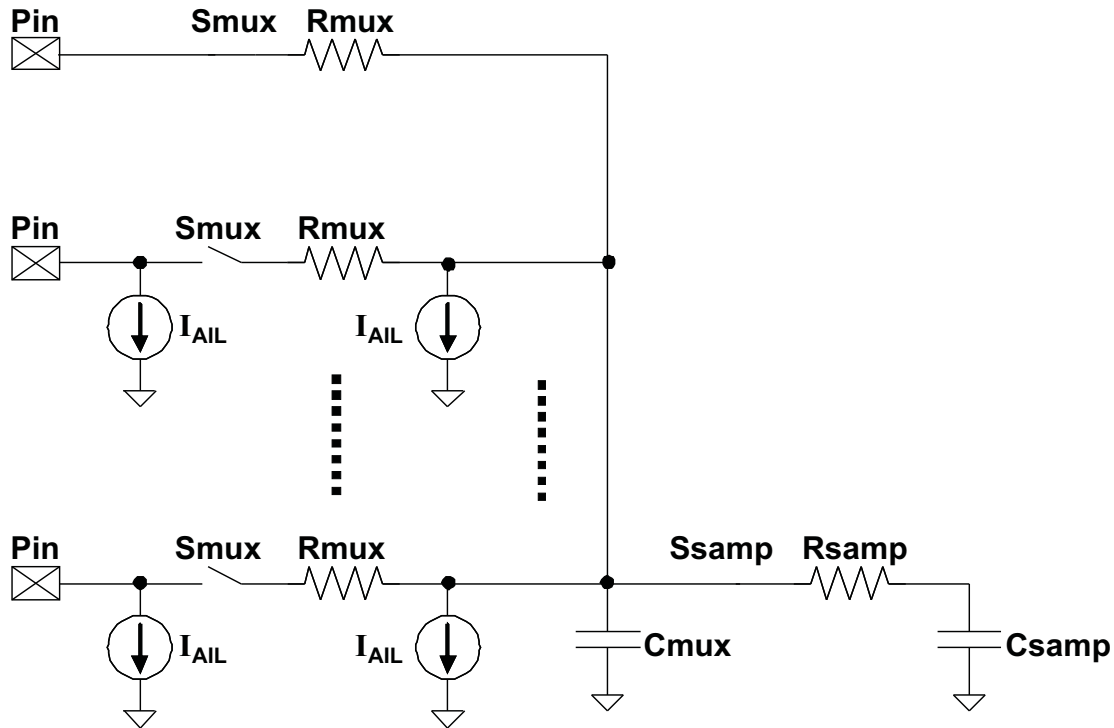 Pin Smux Rmux
Pin Smux Rmux
I_AIL I_AIL
Pin Smux Rmux Ssamp Rsamp
I_AIL I_AIL Cmux Csamp